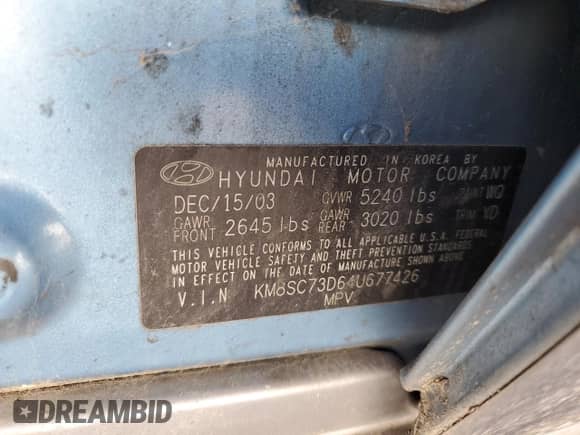 MANUFACTURED IN KOREA BY
HYUNDAI MOTOR COMPANY
DEC/15/03 GVWR 5240 lbs PAINT WQ
GAWR FRONT 2645 lbs GAWR REAR 3020 lbs TRIM YD
THIS VEHICLE CONFORMS TO ALL APPLICABLE U.S.A. FEDERAL
MOTOR VEHICLE SAFETY AND THEFT PREVENTION STANDARDS
IN EFFECT ON THE DATE OF MANUFACTURE SHOWN ABOVE.
V.I.N KM8SC73D64U677426
MPV
DREAMBID